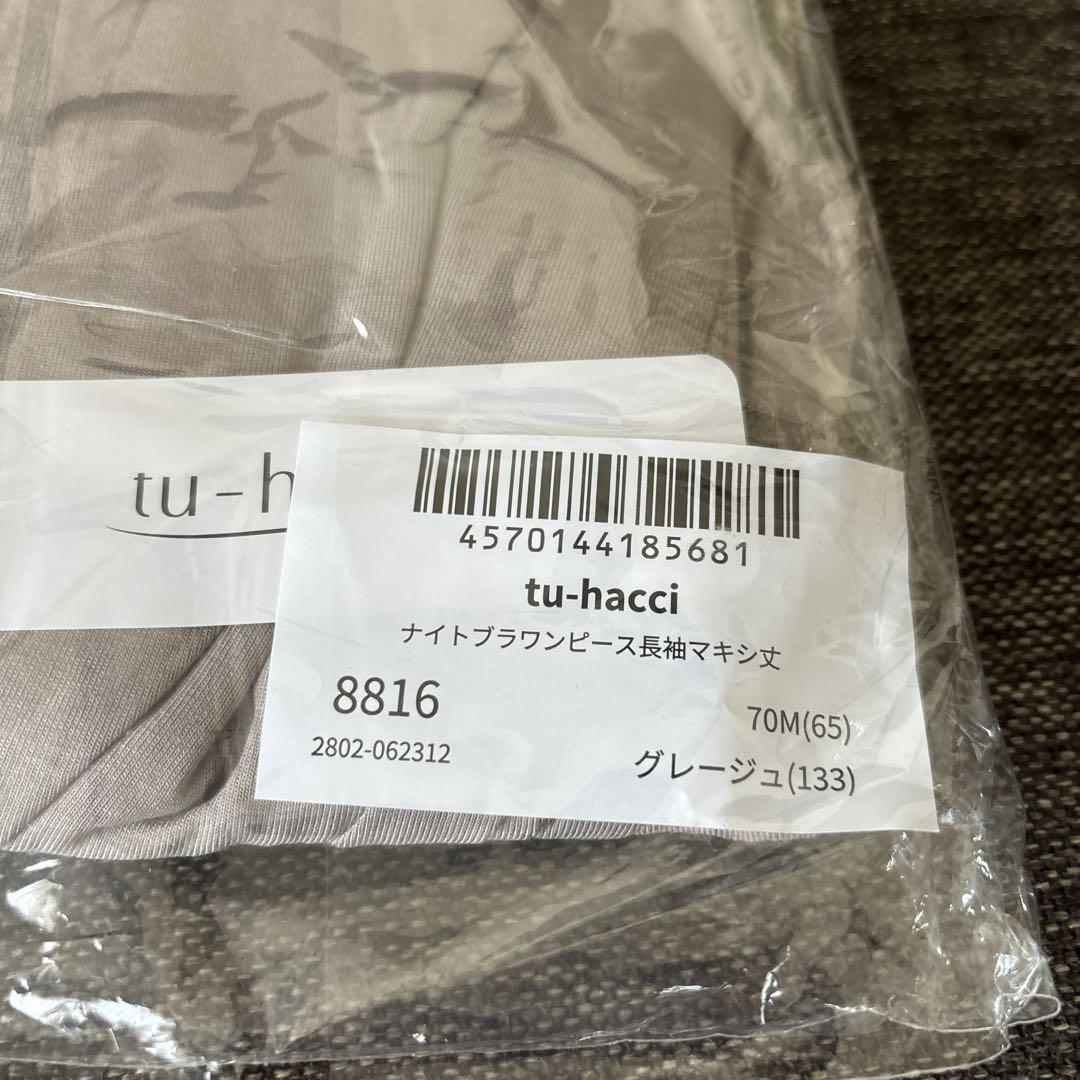 tu-h
4570144185681
tu-hacci
ナイトブラワンピース長袖マキシ丈
8816
70M(65)
2802-062312
グレージュ(133)